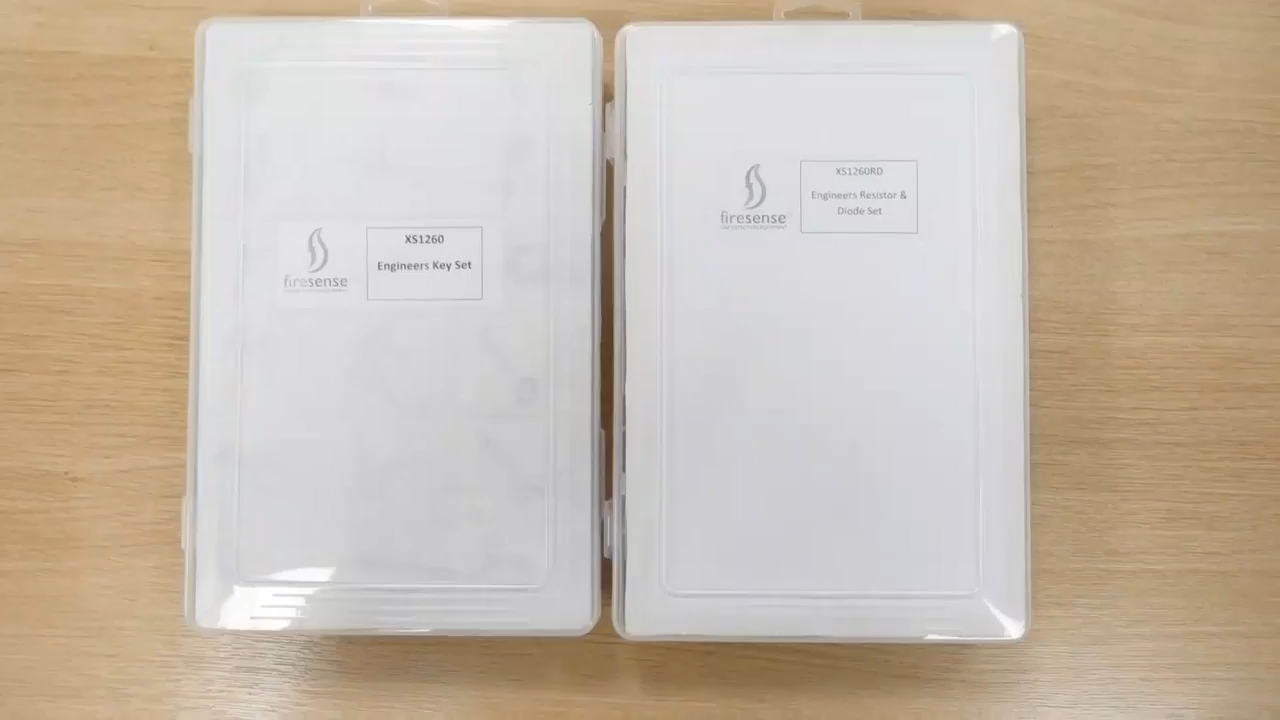 XS1260
Engineers Key Set
firesense
XS1260RD
Engineers Resistor &
Diode Set
firesense